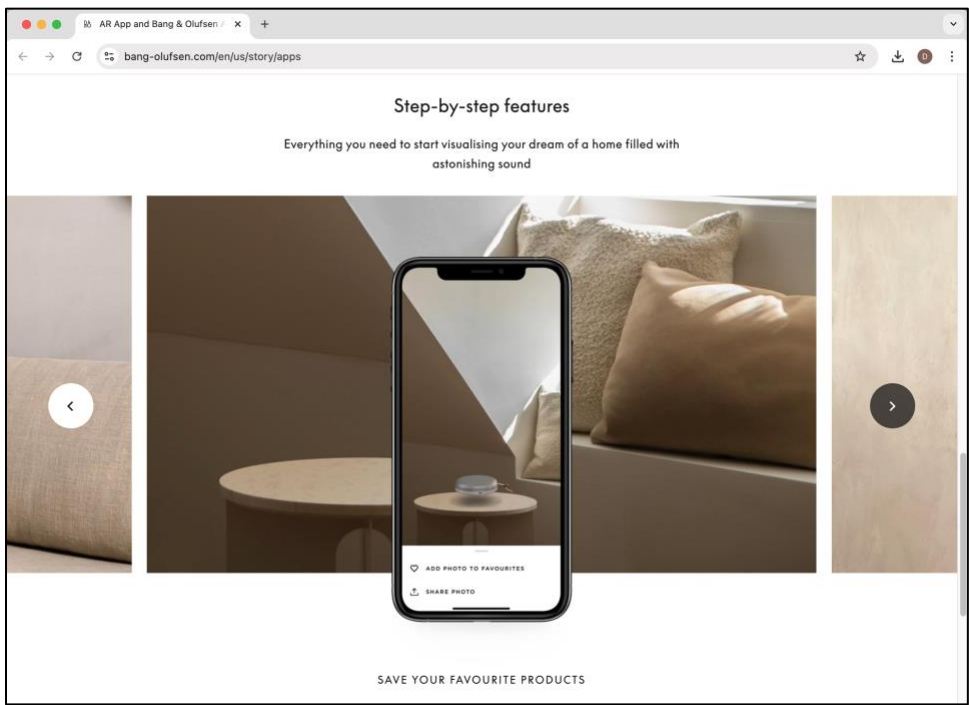 AR App and Bang & Olufsen A
bang-olufsen.com/en/us/story/apps
D
Step-by-step features
Everything you need to start visualising your dream of a home filled with
astonishing sound
ADD PHOTO TO FAVOURITES
SHARE PHOTO
SAVE YOUR FAVOURITE PRODUCTS